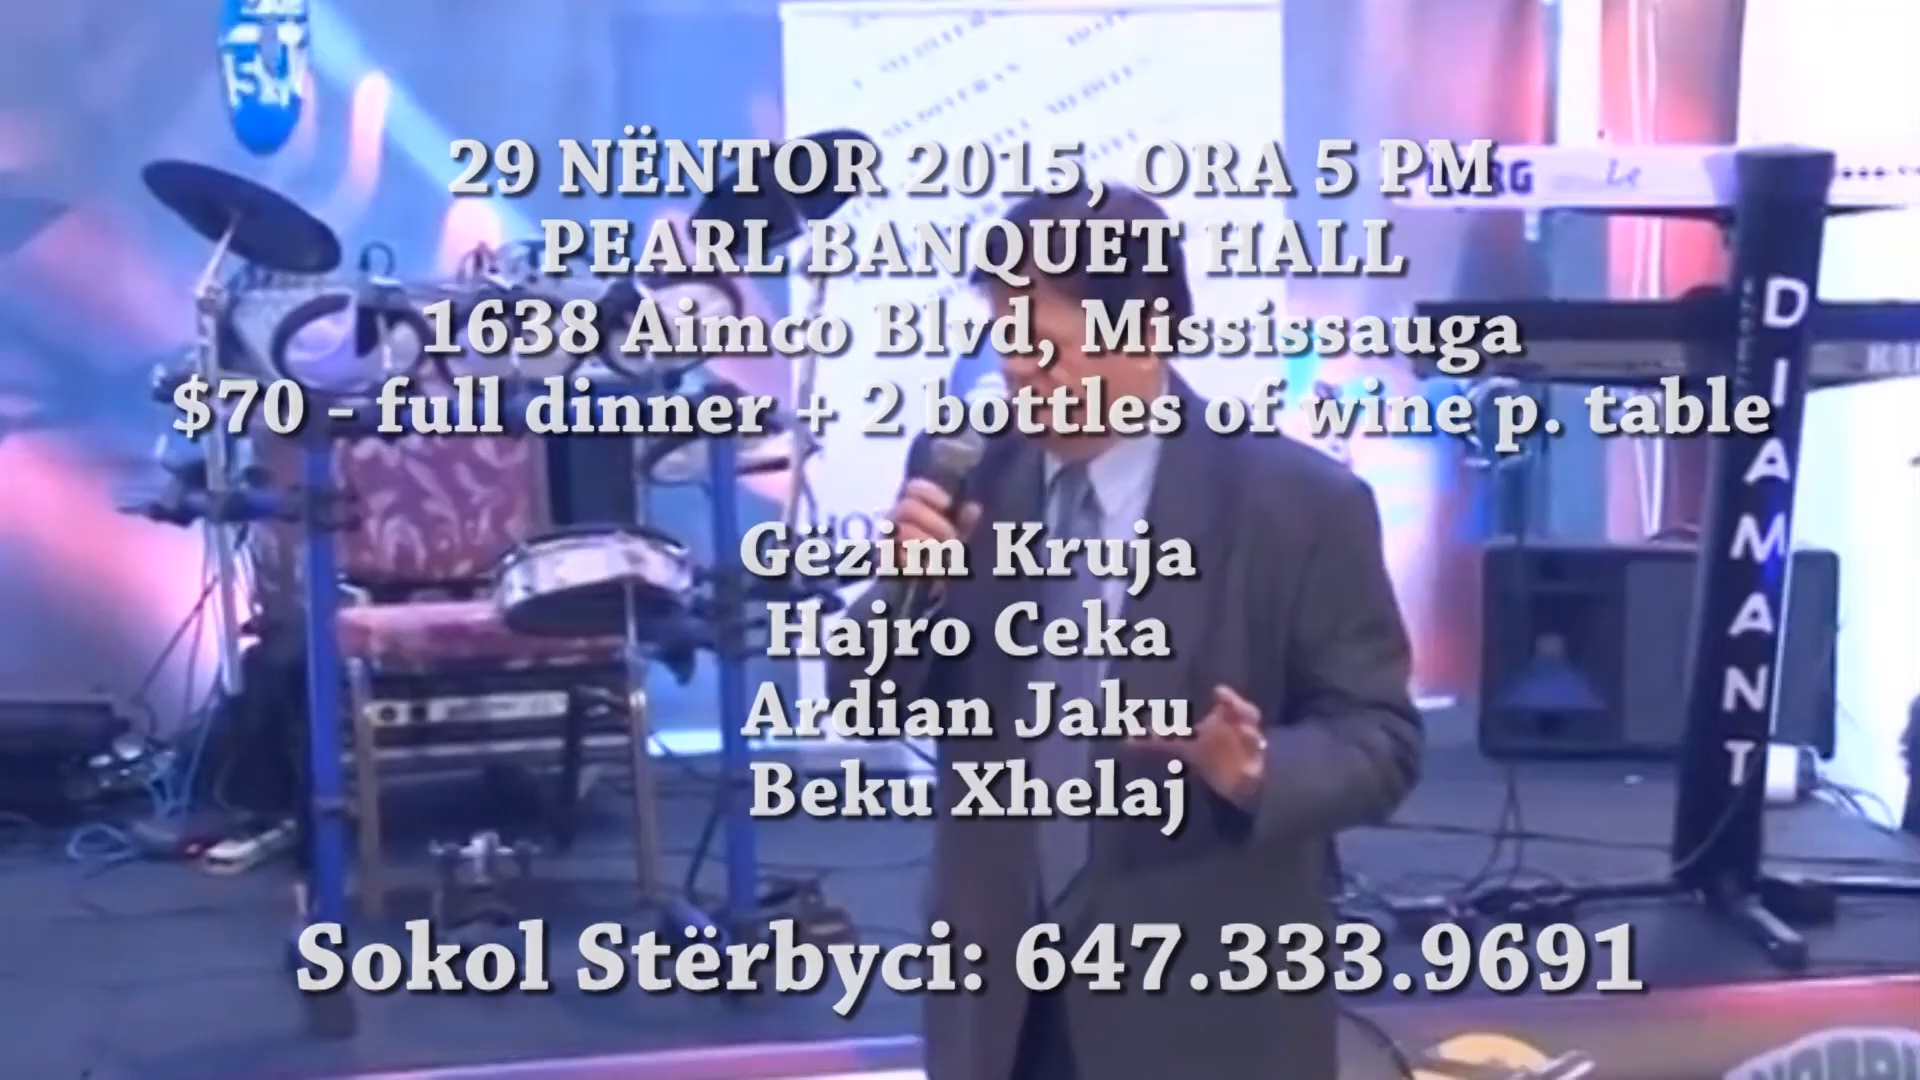 29 NËNTOR 2015, ORA 5 PM
PEARL BANQUET HALL
1638 Aimco Blvd, Mississauga
$70 - full dinner + 2 bottles of wine p. table
Gëzim Kruja
Hajro Ceka
Ardian Jaku
Beku Xhelaj
Sokol Stërbyci: 647.333.9691
DIAMANT